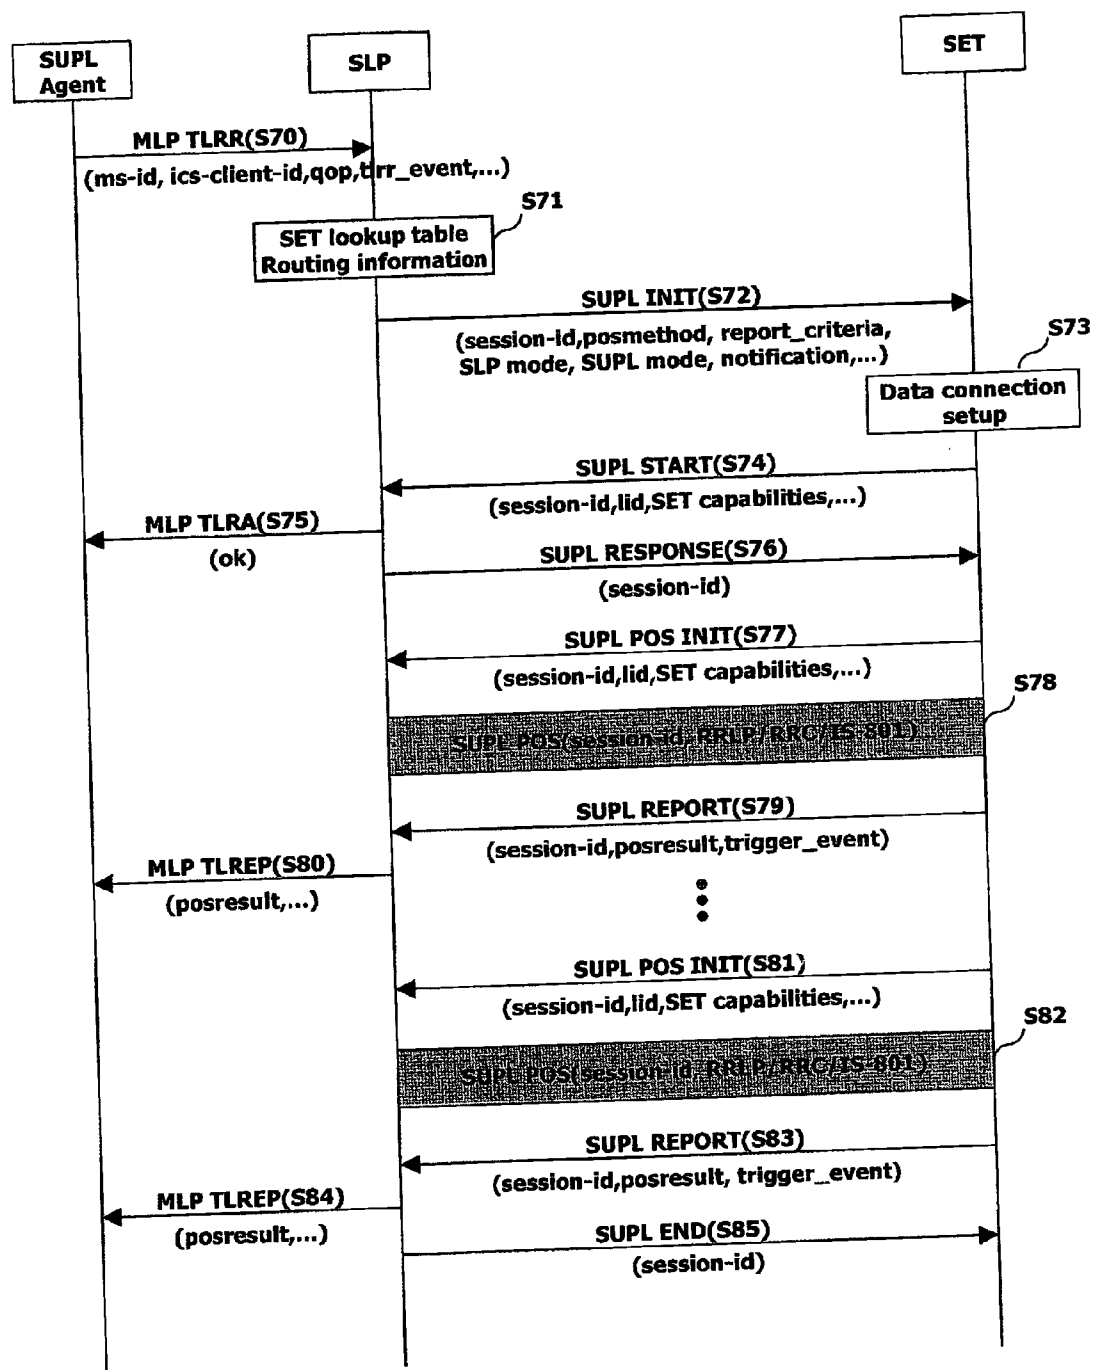 SUPL
Agent
SLP
SET
MLP TLRR(S70)
(ms-id, ics-client-id,qop,tlrr_event,...)
S71
SET lookup table
Routing information
SUPL INIT(S72)
(session-id,posmethod, report_criteria,
SLP mode, SUPL mode, notification,...)
S73
Data connection
setup
SUPL START(S74)
(session-id,lid,SET capabilities,...)
MLP TLRA(S75)
(ok)
SUPL RESPONSE(S76)
(session-id)
SUPL POS INIT(S77)
(session-id,lid,SET capabilities,...)
S78
SUPL POS(session-id, RRLP/RRC/IS-801)
SUPL REPORT(S79)
(session-id,posresult,trigger_event)
MLP TLREP(S80)
(posresult,...)
SUPL POS INIT(S81)
(session-id,lid,SET capabilities,...)
S82
SUPL POS(session-id, RRLP/RRC/IS-801)
SUPL REPORT(S83)
(session-id,posresult, trigger_event)
MLP TLREP(S84)
(posresult,...)
SUPL END(S85)
(session-id)